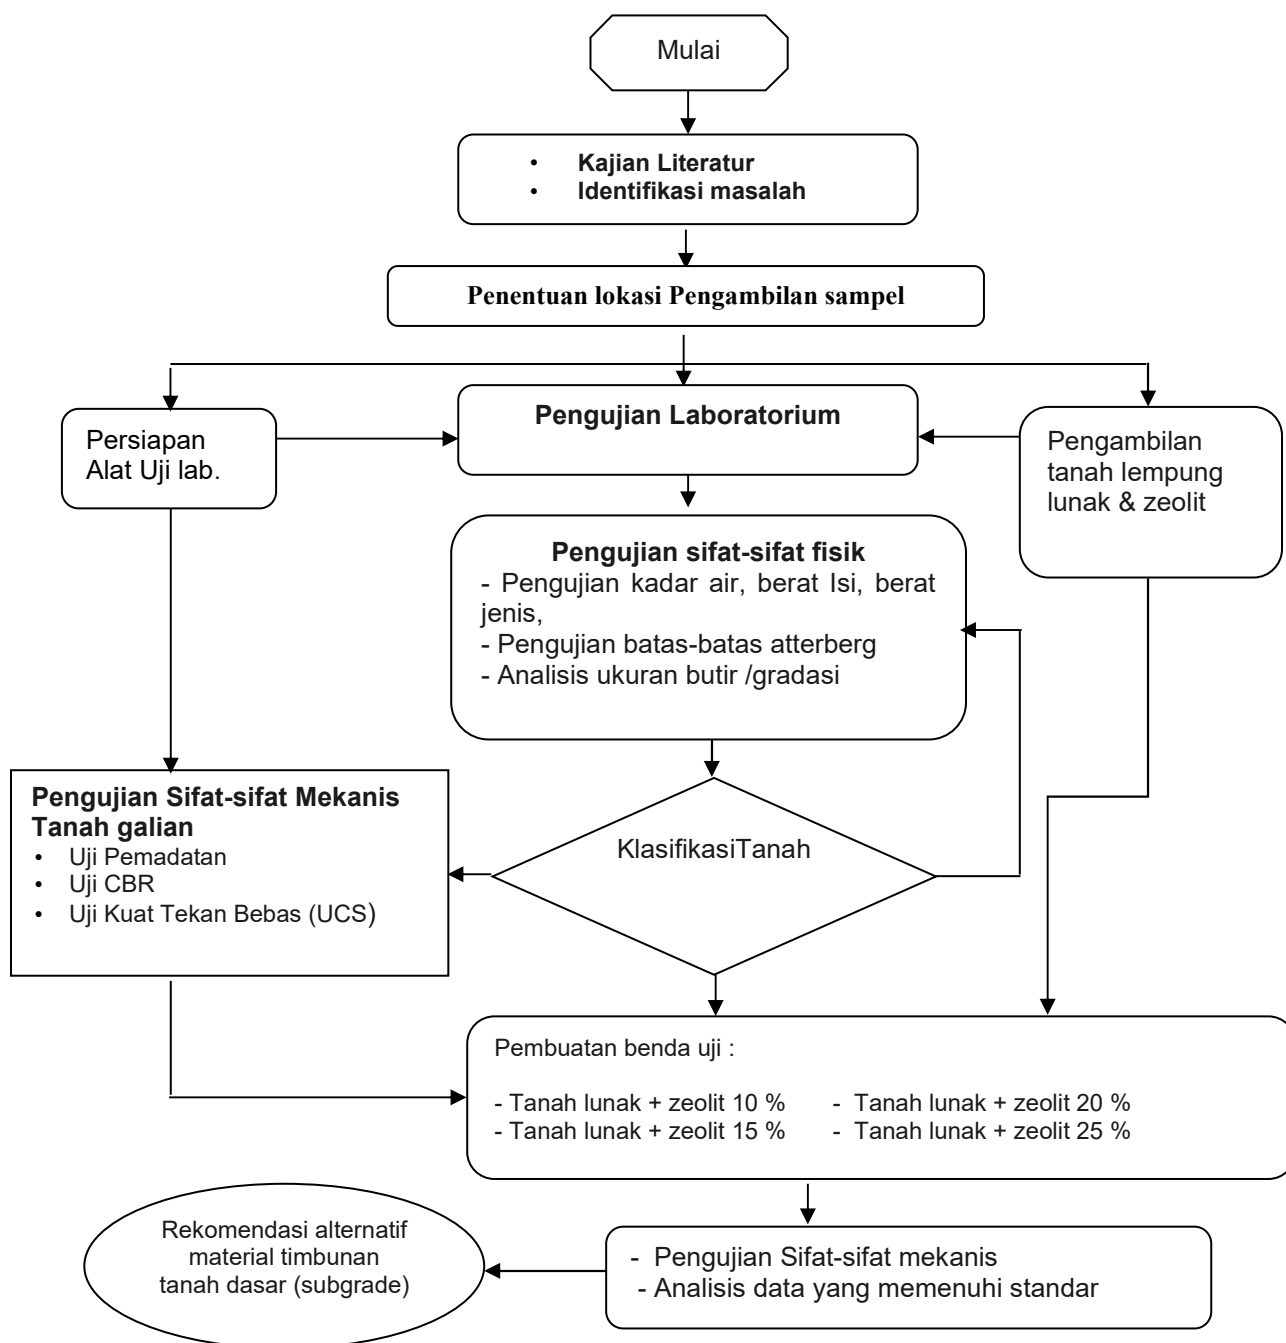 Mulai
• Kajian Literatur
• Identifikasi masalah
Penentuan lokasi Pengambilan sampel
Persiapan
Alat Uji lab.
Pengujian Laboratorium
Pengambilan
tanah lempung
lunak & zeolit
Pengujian sifat-sifat fisik
- Pengujian kadar air, berat Isi, berat
jenis,
- Pengujian batas-batas atterberg
- Analisis ukuran butir /gradasi
Pengujian Sifat-sifat Mekanis
Tanah galian
• Uji Pemadatan
• Uji CBR
• Uji Kuat Tekan Bebas (UCS)
KlasifikasiTanah
Pembuatan benda uji :
- Tanah lunak + zeolit 10 % - Tanah lunak + zeolit 20 %
- Tanah lunak + zeolit 15 % - Tanah lunak + zeolit 25 %
Rekomendasi alternatif
material timbunan
tanah dasar (subgrade)
- Pengujian Sifat-sifat mekanis
- Analisis data yang memenuhi standar